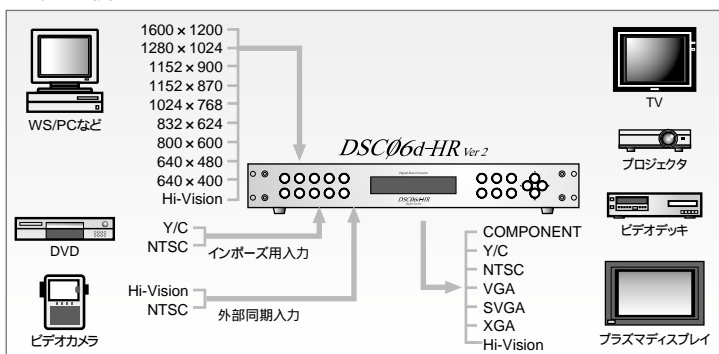 WS/PCなど
1600 × 1200
1280 × 1024
1152 × 900
1152 × 870
1024 × 768
832 × 624
800 × 600
640 × 480
640 × 400
Hi-Vision
DSC06d-HR Ver 2
DSC06d-HR
TV
プロジェクタ
ビデオデッキ
プラズマディスプレイ
DVD
ビデオカメラ
Y/C
NTSC
インポーズ用入力
Hi-Vision
NTSC
外部同期入力
COMPONENT
Y/C
NTSC
VGA
SVGA
XGA
Hi-Vision